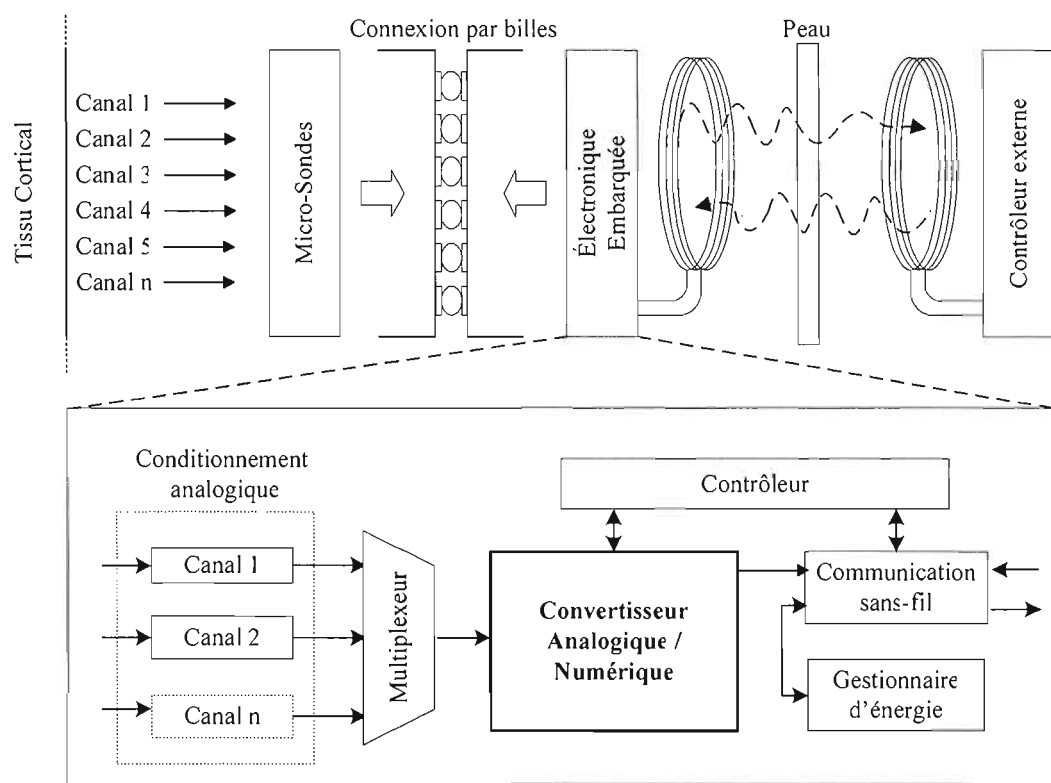 Connexion par billes
Peau
Tissu Cortical
Canal 1
Canal 2
Canal 3
Canal 4
Canal 5
Canal n
Micro-Sondes
Électronique
Embarquée
Contrôleur externe
Conditionnement
analogique
Canal 1
Canal 2
Canal n
Multiplexeur
Contrôleur
Convertisseur
Analogique /
Numérique
Communication
sans-fil
Gestionnaire
d'énergie